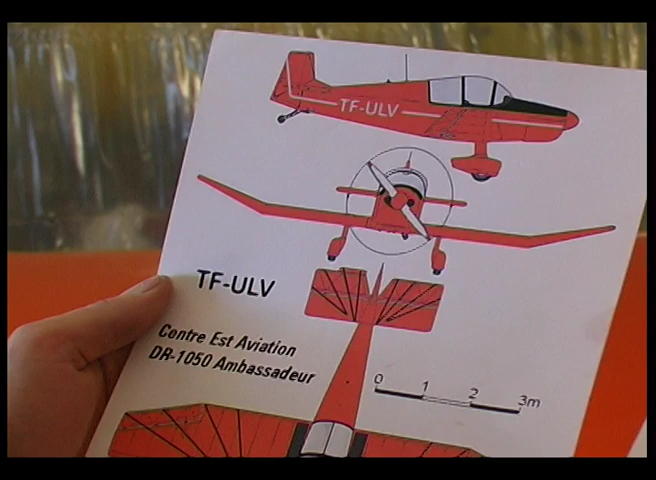 TF-ULV
TF-ULV
Centre Est Aviation
DR-1050 Ambassadeur
0 1 2 3m